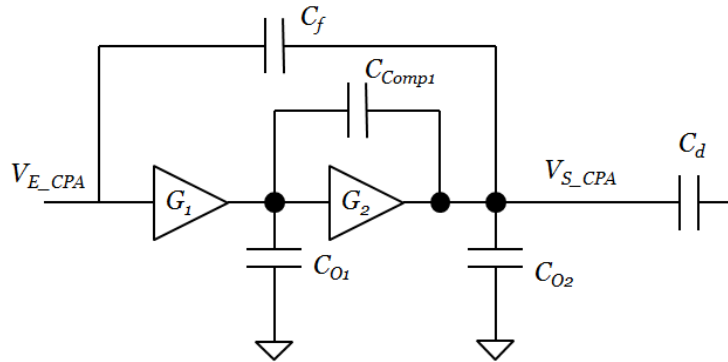 C_f
C_Comp1
C_d
V_E_CPA
V_S_CPA
G_1
G_2
C_O1
C_O2